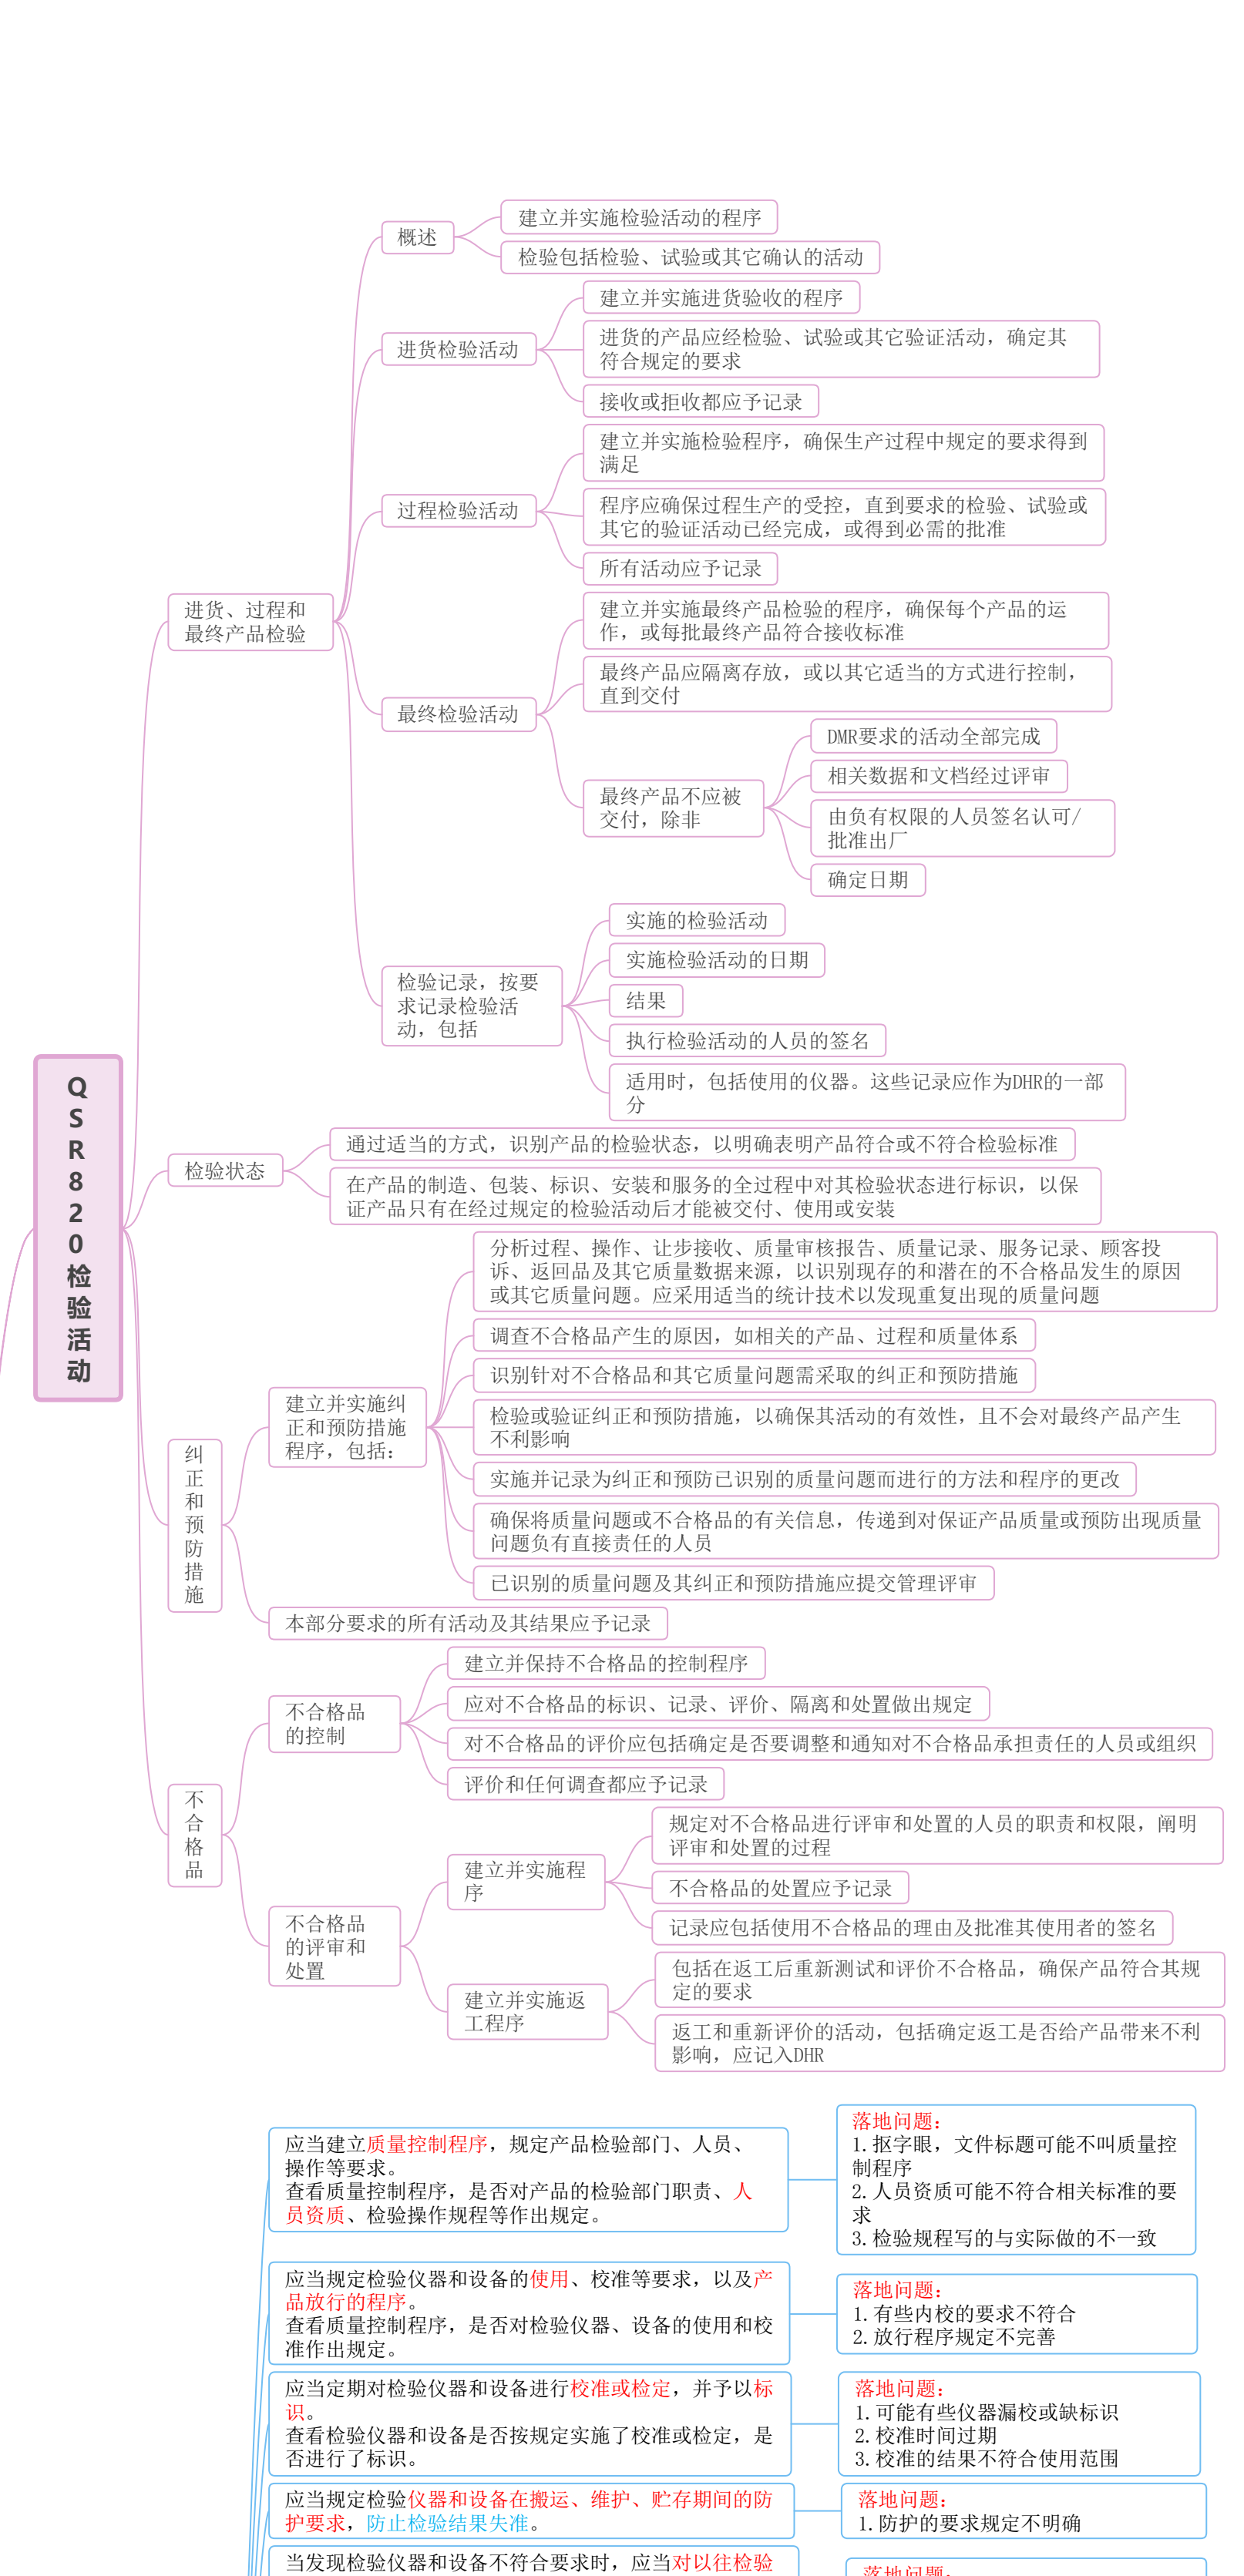 概述
建立并实施检验活动的程序
检验包括检验、试验或其它确认的活动
进货检验活动
建立并实施进货验收的程序
进货的产品应经检验、试验或其它验证活动，确定其
符合规定的要求
接收或拒收都应予记录
过程检验活动
建立并实施检验程序，确保生产过程中规定的要求得到
满足
程序应确保过程生产的受控，直到要求的检验、试验或
其它的验证活动已经完成，或得到必需的批准
所有活动应予记录
进货、过程和
最终产品检验
最终检验活动
建立并实施最终产品检验的程序，确保每个产品的运
作，或每批最终产品符合接收标准
最终产品应隔离存放，或以其它适当的方式进行控制，
直到交付
最终产品不应被
交付，除非
DMR要求的活动全部完成
相关数据和文档经过评审
由负有权限的人员签名认可/
批准出厂
确定日期
检验记录，按要
求记录检验活
动，包括
实施的检验活动
实施检验活动的日期
结果
执行检验活动的人员的签名
适用时，包括使用的仪器。这些记录应作为DHR的一部
分
Q
S
R
8
2
0
检
验
活
动
检验状态
通过适当的方式，识别产品的检验状态，以明确表明产品符合或不符合检验标准
在产品的制造、包装、标识、安装和服务的全过程中对其检验状态进行标识，以保
证产品只有在经过规定的检验活动后才能被交付、使用或安装
纠
正
和
预
防
措
施
建立并实施纠
正和预防措施
程序，包括：
分析过程、操作、让步接收、质量审核报告、质量记录、服务记录、顾客投
诉、返回品及其它质量数据来源，以识别现存的和潜在的不合格品发生的原因
或其它质量问题。应采用适当的统计技术以发现重复出现的质量问题
调查不合格品产生的原因，如相关的产品、过程和质量体系
识别针对不合格品和其它质量问题需采取的纠正和预防措施
检验或验证纠正和预防措施，以确保其活动的有效性，且不会对最终产品产生
不利影响
实施并记录为纠正和预防已识别的质量问题而进行的方法和程序的更改
确保将质量问题或不合格品的有关信息，传递到对保证产品质量或预防出现质量
问题负有直接责任的人员
已识别的质量问题及其纠正和预防措施应提交管理评审
本部分要求的所有活动及其结果应予记录
不
合
格
品
不合格品
的控制
建立并保持不合格品的控制程序
应对不合格品的标识、记录、评价、隔离和处置做出规定
对不合格品的评价应包括确定是否要调整和通知对不合格品承担责任的人员或组织
评价和任何调查都应予记录
不合格品
的评审和
处置
建立并实施程
序
规定对不合格品进行评审和处置的人员的职责和权限，阐明
评审和处置的过程
不合格品的处置应予记录
记录应包括使用不合格品的理由及批准其使用者的签名
建立并实施返
工程序
包括在返工后重新测试和评价不合格品，确保产品符合其规
定的要求
返工和重新评价的活动，包括确定返工是否给产品带来不利
影响，应记入DHR
应当建立质量控制程序，规定产品检验部门、人员、
操作等要求。
查看质量控制程序，是否对产品的检验部门职责、人
员资质、检验操作规程等作出规定。
落地问题：
1.抠字眼，文件标题可能不叫质量控
制程序
2.人员资质可能不符合相关标准的要
求
3.检验规程写的与实际做的不一致
应当规定检验仪器和设备的使用、校准等要求，以及产
品放行的程序。
查看质量控制程序，是否对检验仪器、设备的使用和校
准作出规定。
落地问题：
1.有些内校的要求不符合
2.放行程序规定不完善
应当定期对检验仪器和设备进行校准或检定，并予以标
识。
查看检验仪器和设备是否按规定实施了校准或检定，是
否进行了标识。
落地问题：
1.可能有些仪器漏校或缺标识
2.校准时间过期
3.校准的结果不符合使用范围
应当规定检验仪器和设备在搬运、维护、贮存期间的防
护要求，防止检验结果失准。
落地问题：
1.防护的要求规定不明确
当发现检验仪器和设备不符合要求时，应当对以往检验
落地问题：